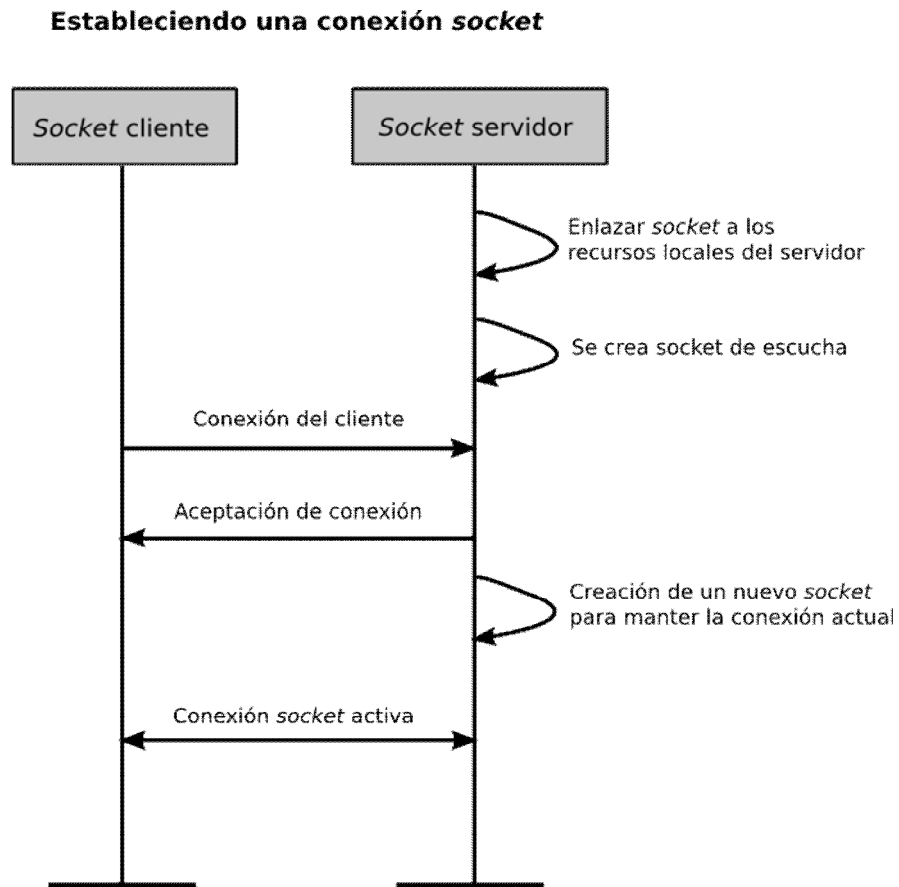 Estableciendo una conexión socket
Socket cliente
Socket servidor
Enlazar socket a los
recursos locales del servidor
Se crea socket de escucha
Conexión del cliente
Aceptación de conexión
Creación de un nuevo socket
para manter la conexión actual
Conexión socket activa